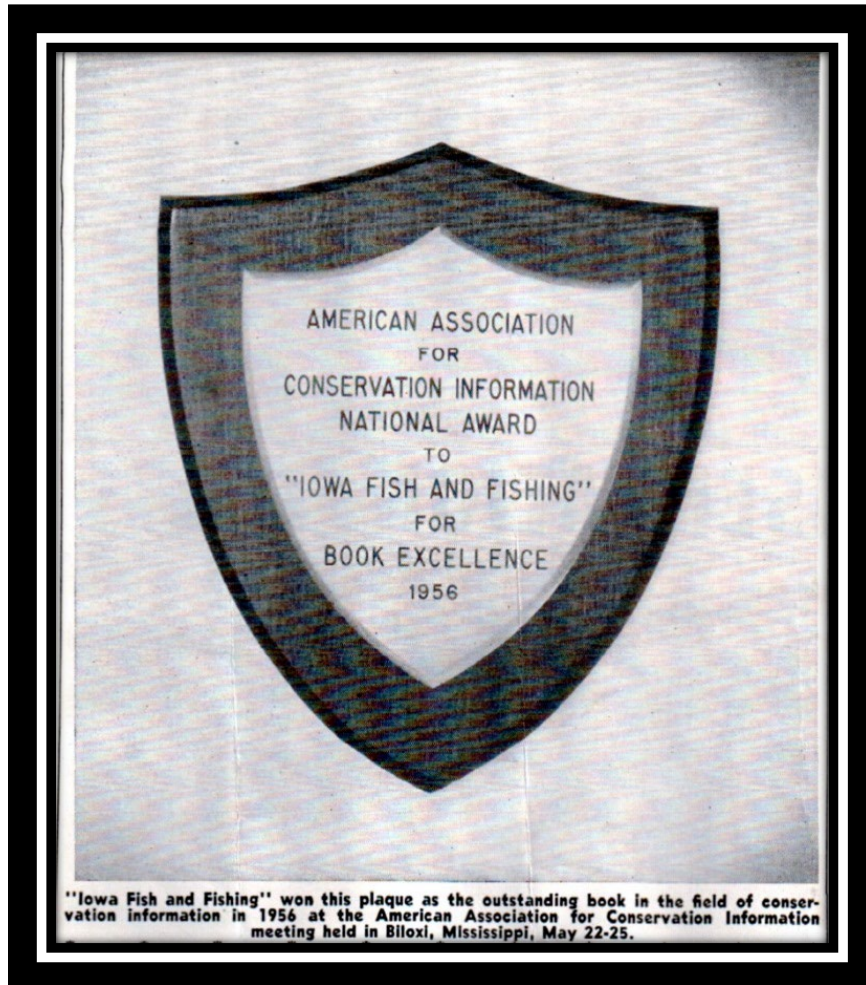 AMERICAN ASSOCIATION
FOR
CONSERVATION INFORMATION
NATIONAL AWARD
TO
"IOWA FISH AND FISHING"
FOR
BOOK EXCELLENCE
1956
"Iowa Fish and Fishing" won this plaque as the outstanding book in the field of conser-
vation information in 1956 at the American Association for Conservation Information
meeting held in Biloxi, Mississippi, May 22-25.